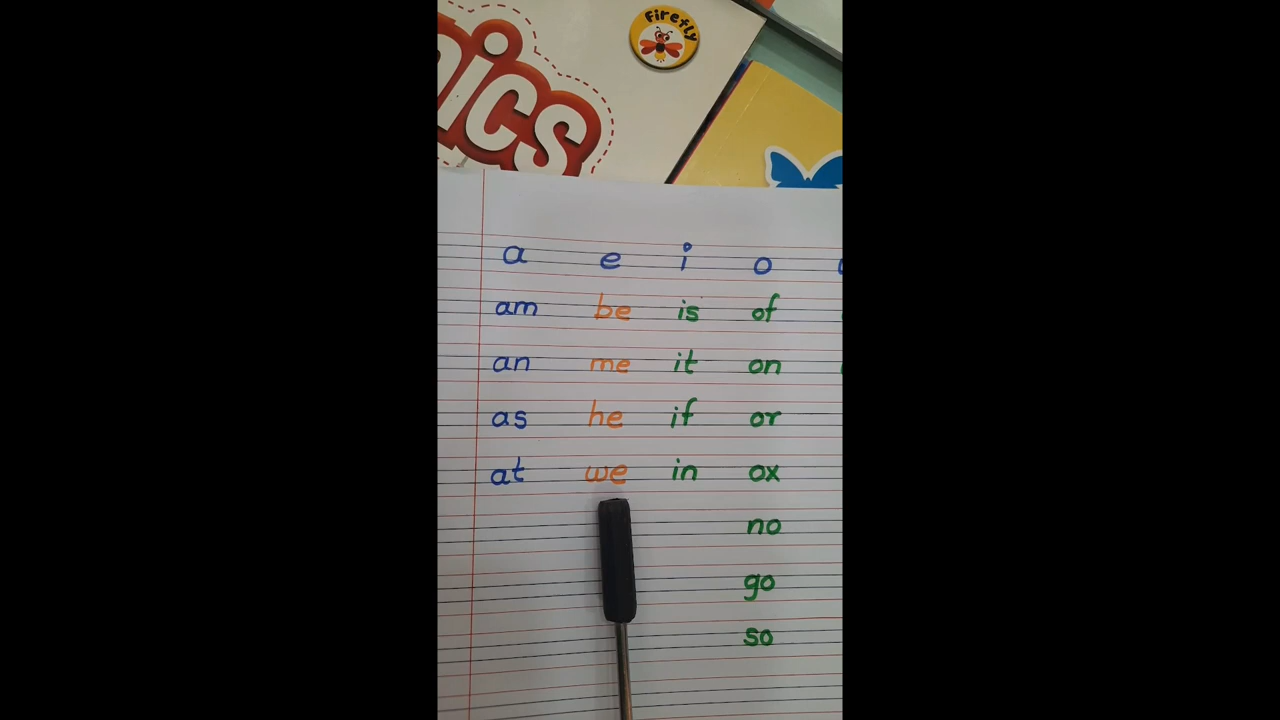 Firefly
ics
a e i o
am be is of
an me it on
as he if or
at we in ox
no
go
so